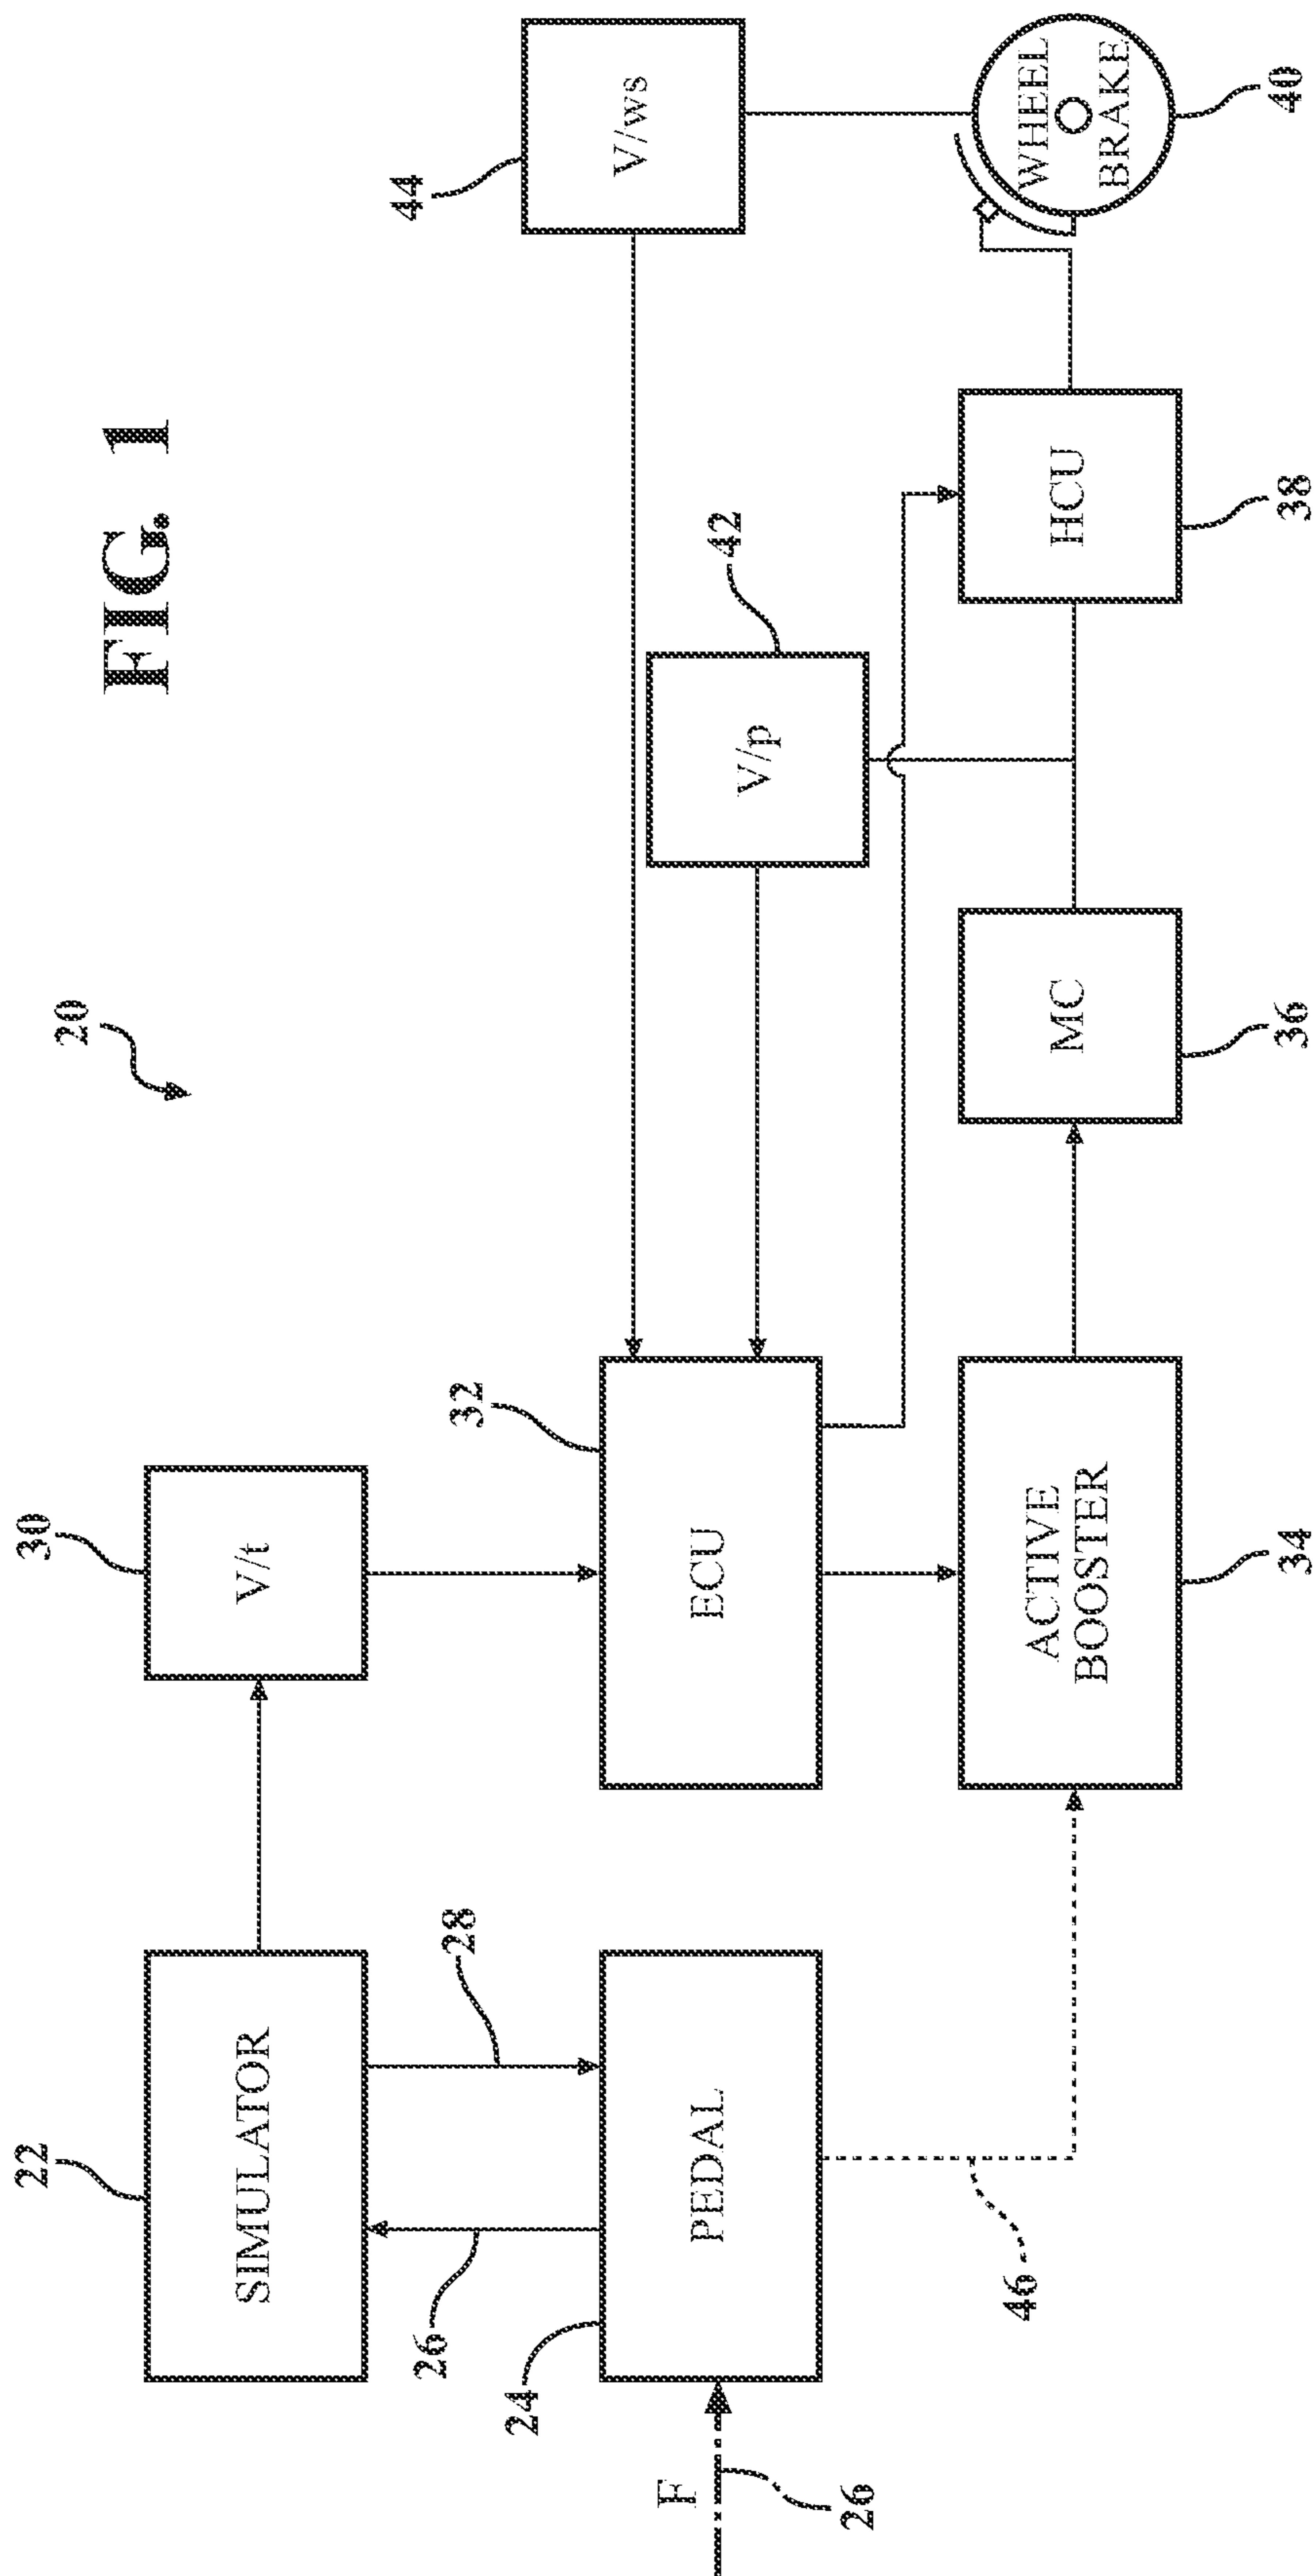 FIG. 1
20
22
30
SIMULATOR
V/t
26
28
32
44
24
V/ws
F
PEDAL
ECU
42
V/p
26
46
ACTIVE
BOOSTER
MC
HCU
WHEEL
BRAKE
34
36
38
40